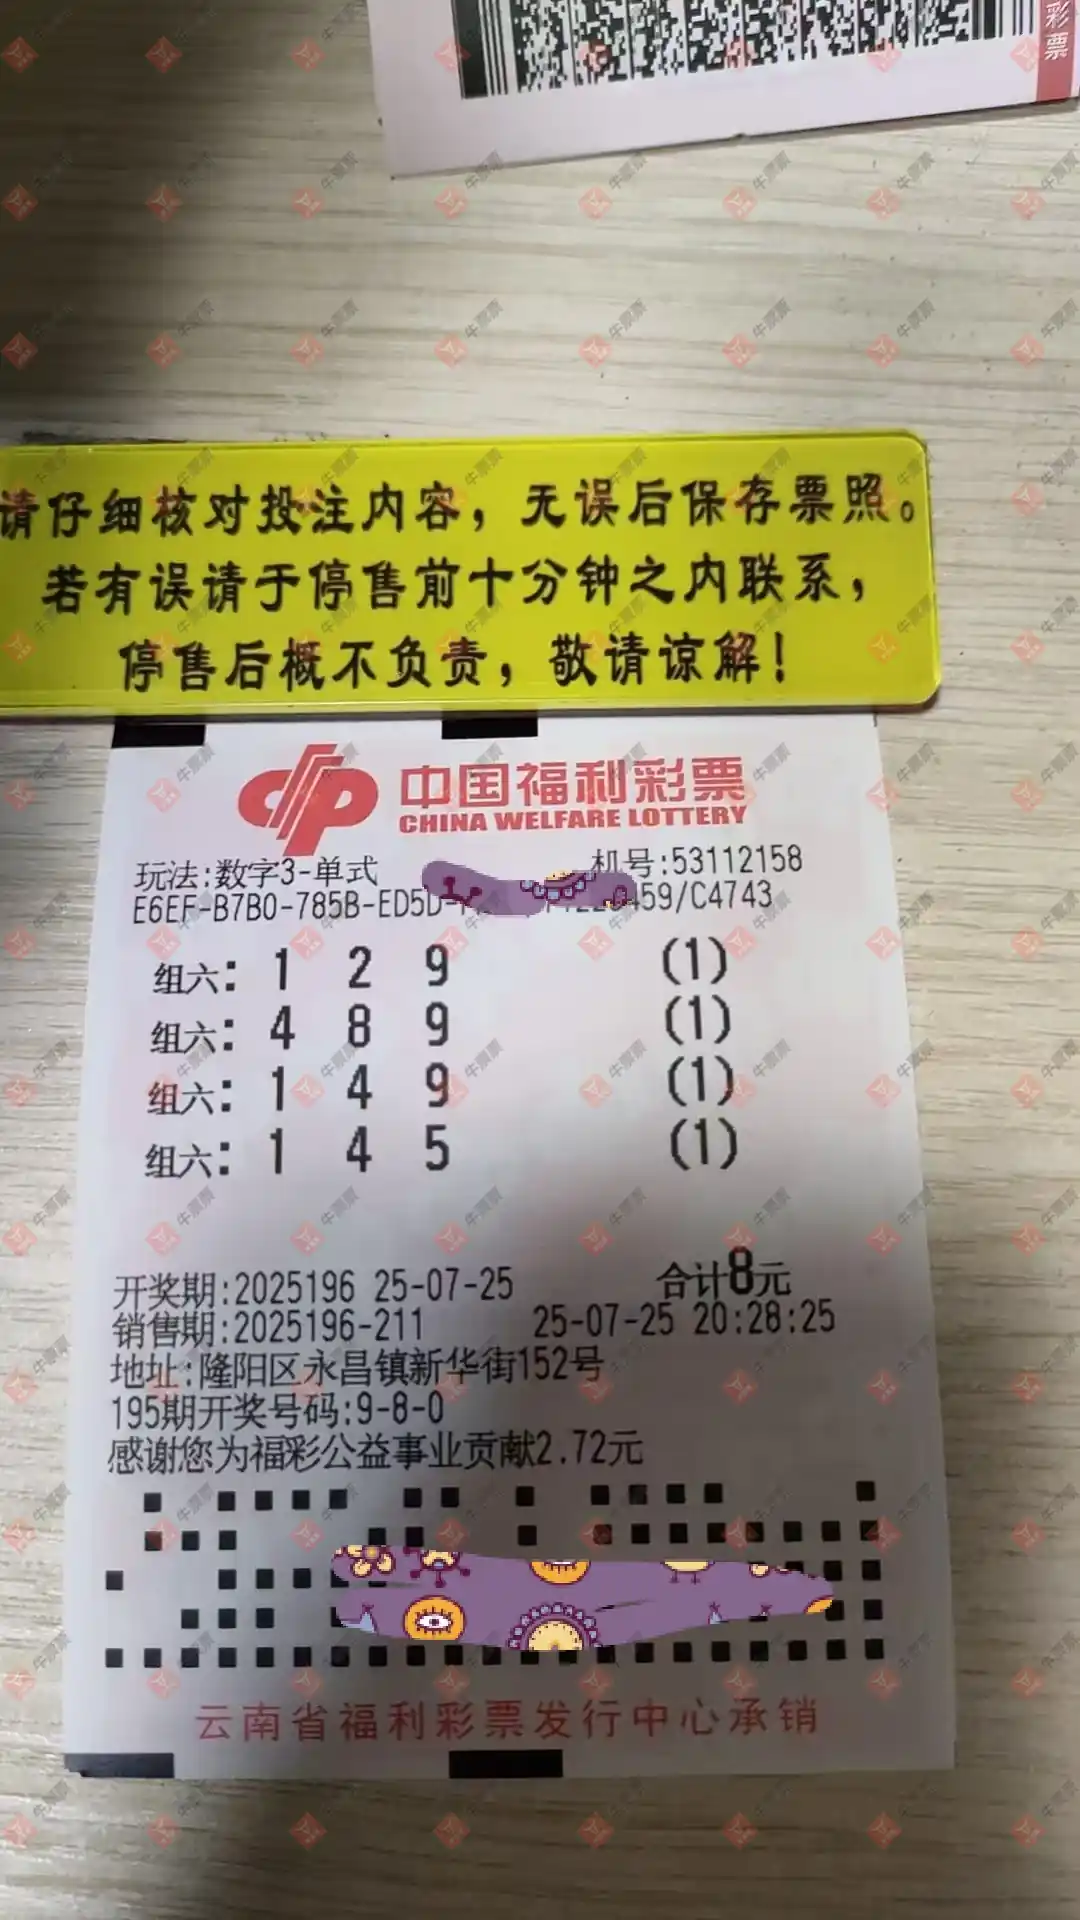 彩票
请仔细核对投注内容，无误后保存票照。
若有误请于停售前十分钟之内联系，
停售后概不负责，敬请谅解！
中国福利彩票
CHINA WELFARE LOTTERY
玩法:数字3-单式 机号:53112158
E6EF-B7B0-785B-ED5D- 459/C4743
组六: 1 2 9 (1)
组六: 4 8 9 (1)
组六: 1 4 9 (1)
组六: 1 4 5 (1)
开奖期:2025196 25-07-25 合计8元
销售期:2025196-211 25-07-25 20:28:25
地址:隆阳区永昌镇新华街152号
195期开奖号码:9-8-0
感谢您为福彩公益事业贡献2.72元
云南省福利彩票发行中心承销
牛票票